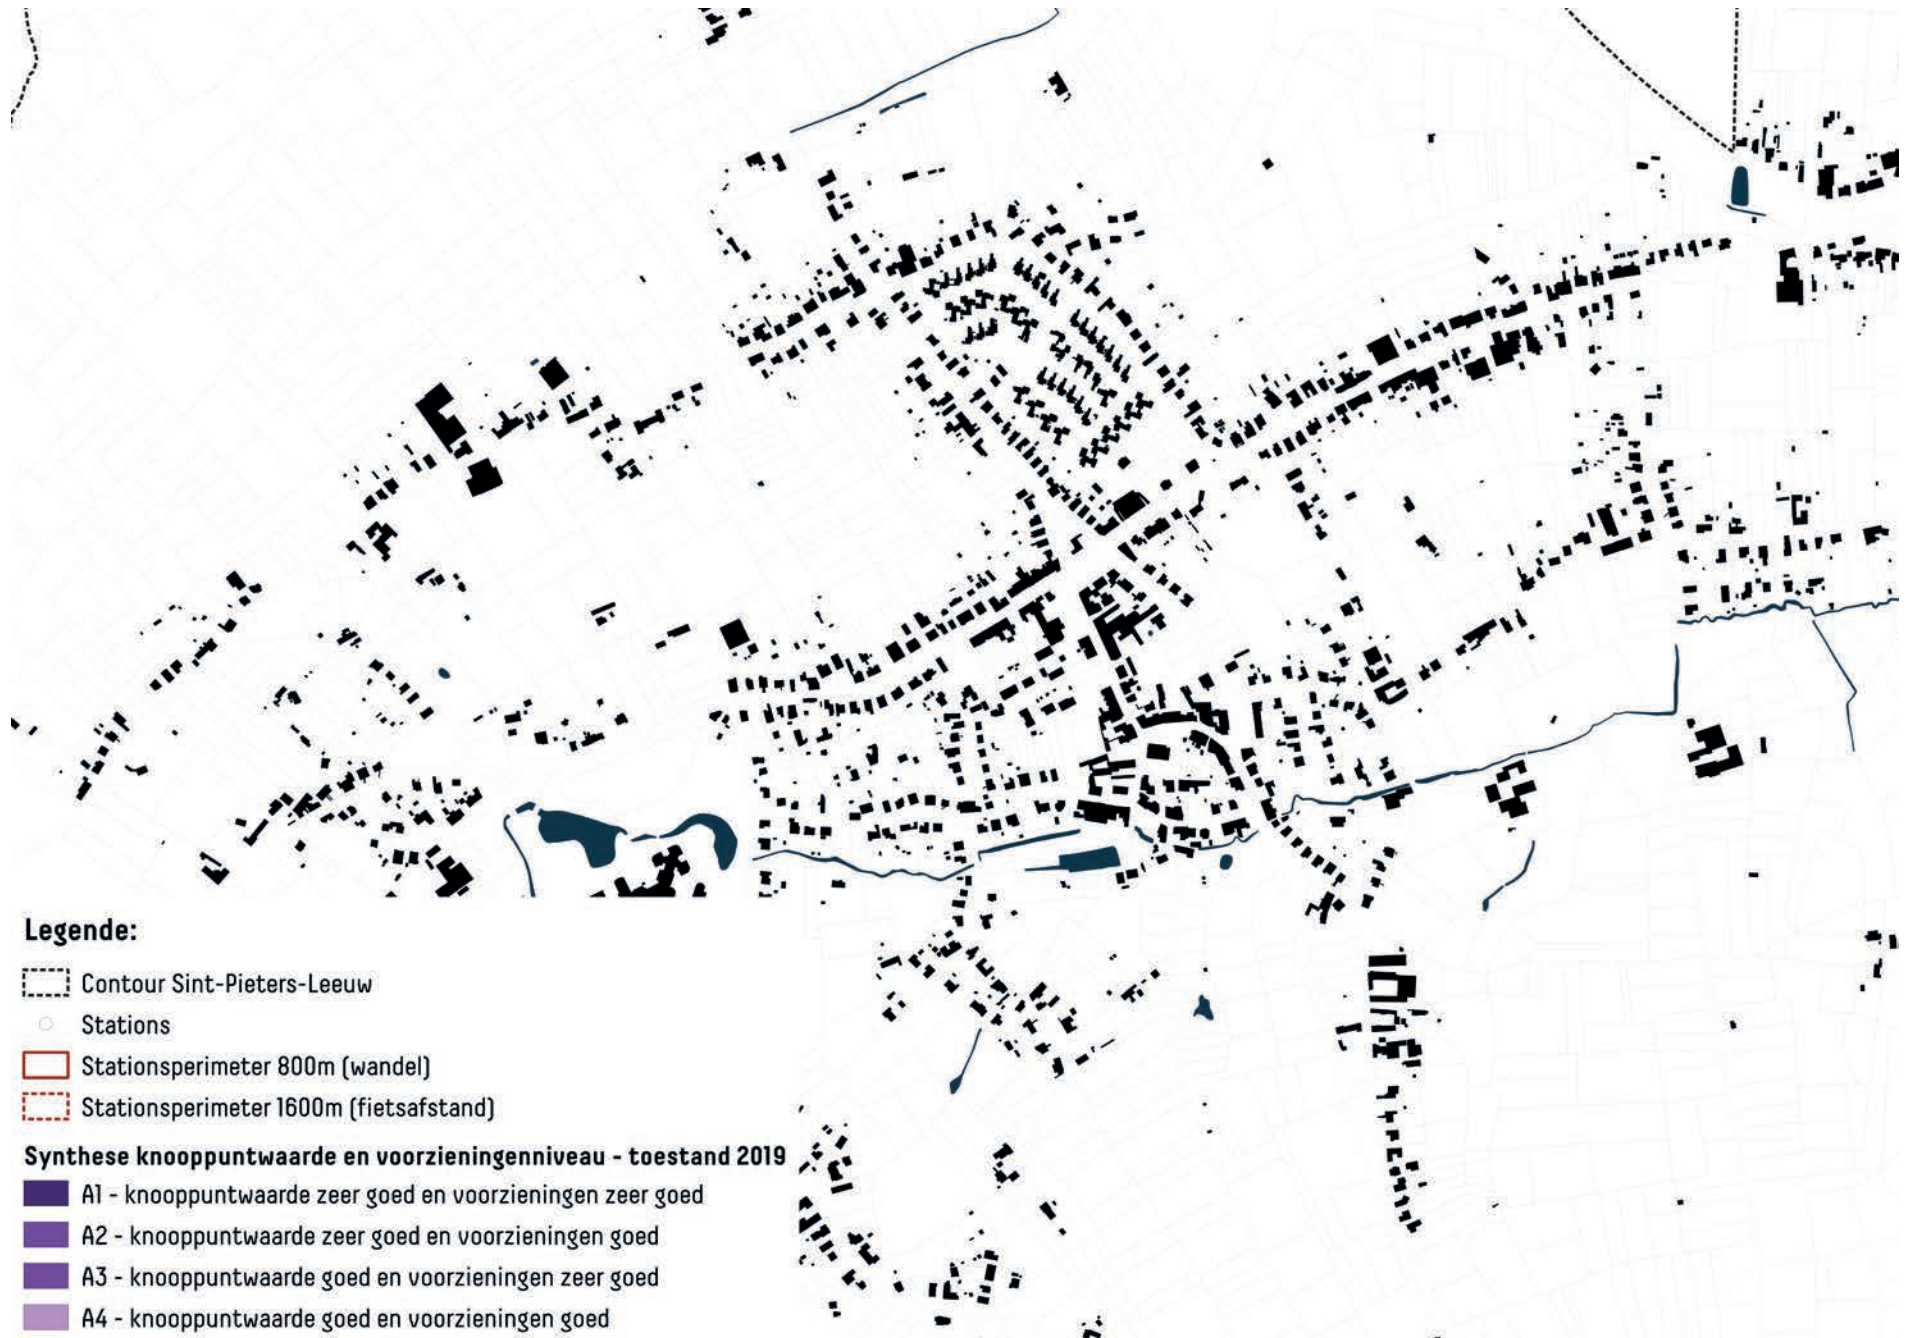 Legende:
Contour Sint-Pieters-Leeuw
Stations
Stationsperimeter 800m (wandel)
Stationsperimeter 1600m (fietsafstand)
Synthese knooppuntwaarde en voorzieningenniveau - toestand 2019
A1 - knooppuntwaarde zeer goed en voorzieningen zeer goed
A2 - knooppuntwaarde zeer goed en voorzieningen goed
A3 - knooppuntwaarde goed en voorzieningen zeer goed
A4 - knooppuntwaarde goed en voorzieningen goed